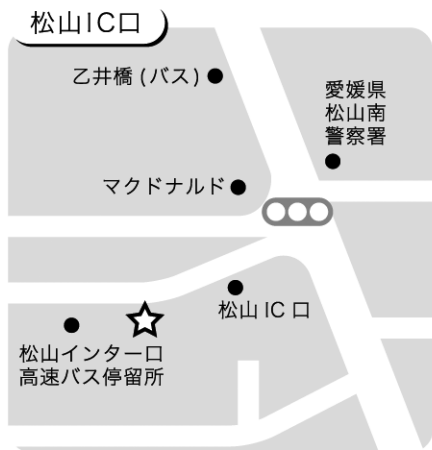 松山IC口
乙井橋 (バス)
愛媛県
松山南
警察署
マクドナルド
松山 IC 口
松山インター口
高速バス停留所